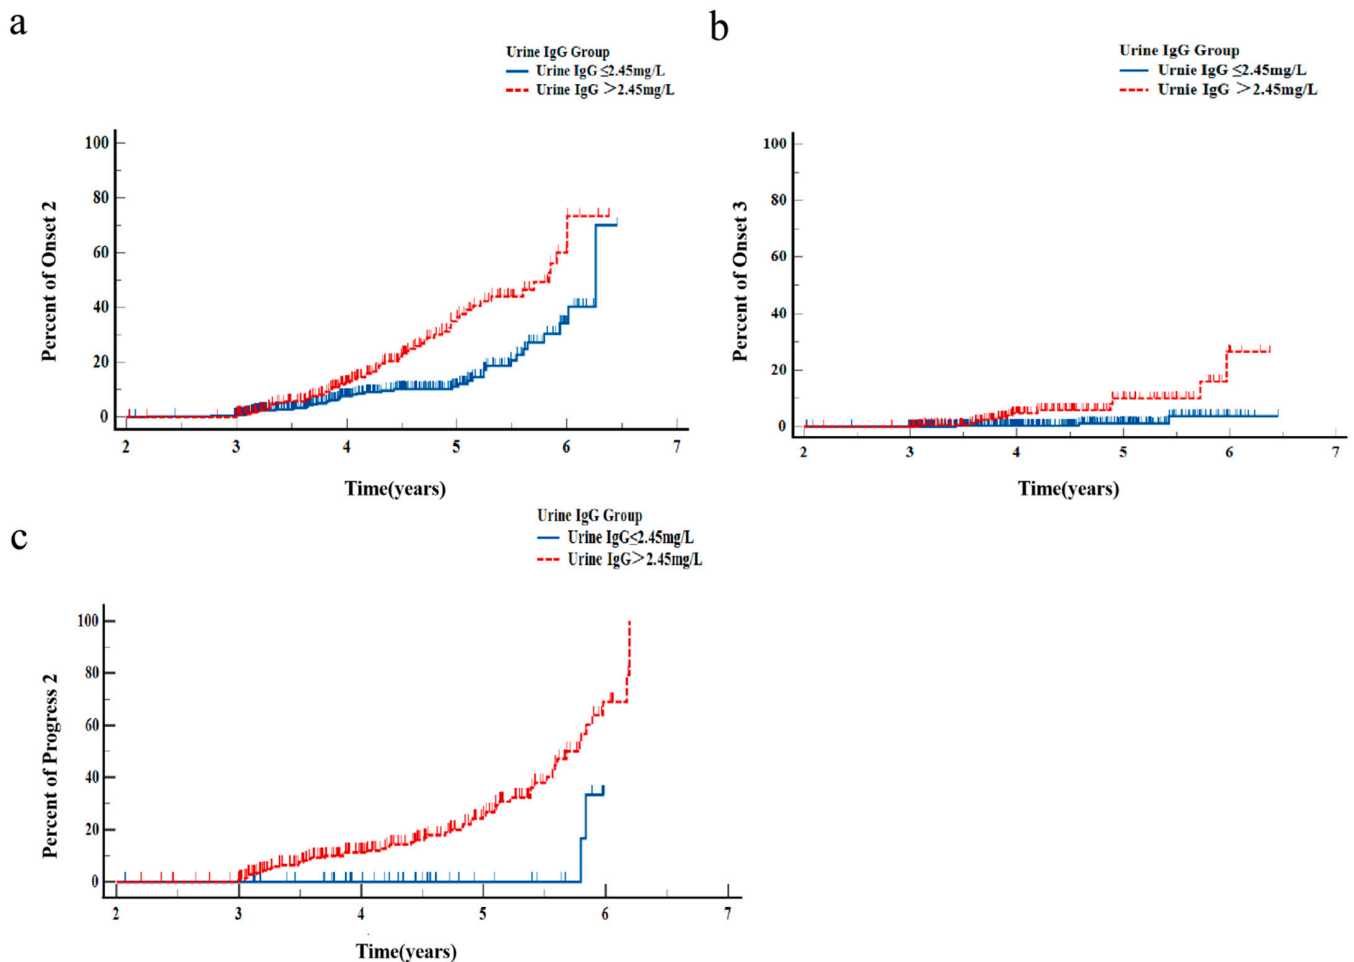 a
Urine IgG Group
Urine IgG ≤2.45mg/L
Urine IgG >2.45mg/L
100
80
60
40
20
0
Percent of Onset 2
2 3 4 5 6 7
Time(years)
b
Urine IgG Group
Urnie IgG ≤2.45mg/L
Urnie IgG >2.45mg/L
100
80
60
40
20
0
Percent of Onset 3
2 3 4 5 6 7
Time(years)
c
Urine IgG Group
Urine IgG≤2.45mg/L
Urine IgG>2.45mg/L
100
80
60
40
20
0
Percent of Progress 2
2 3 4 5 6 7
Time(years)